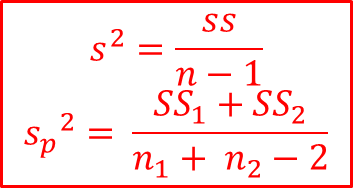 s² = ss / (n − 1)
sₚ² = (SS₁ + SS₂) / (n₁ + n₂ − 2)